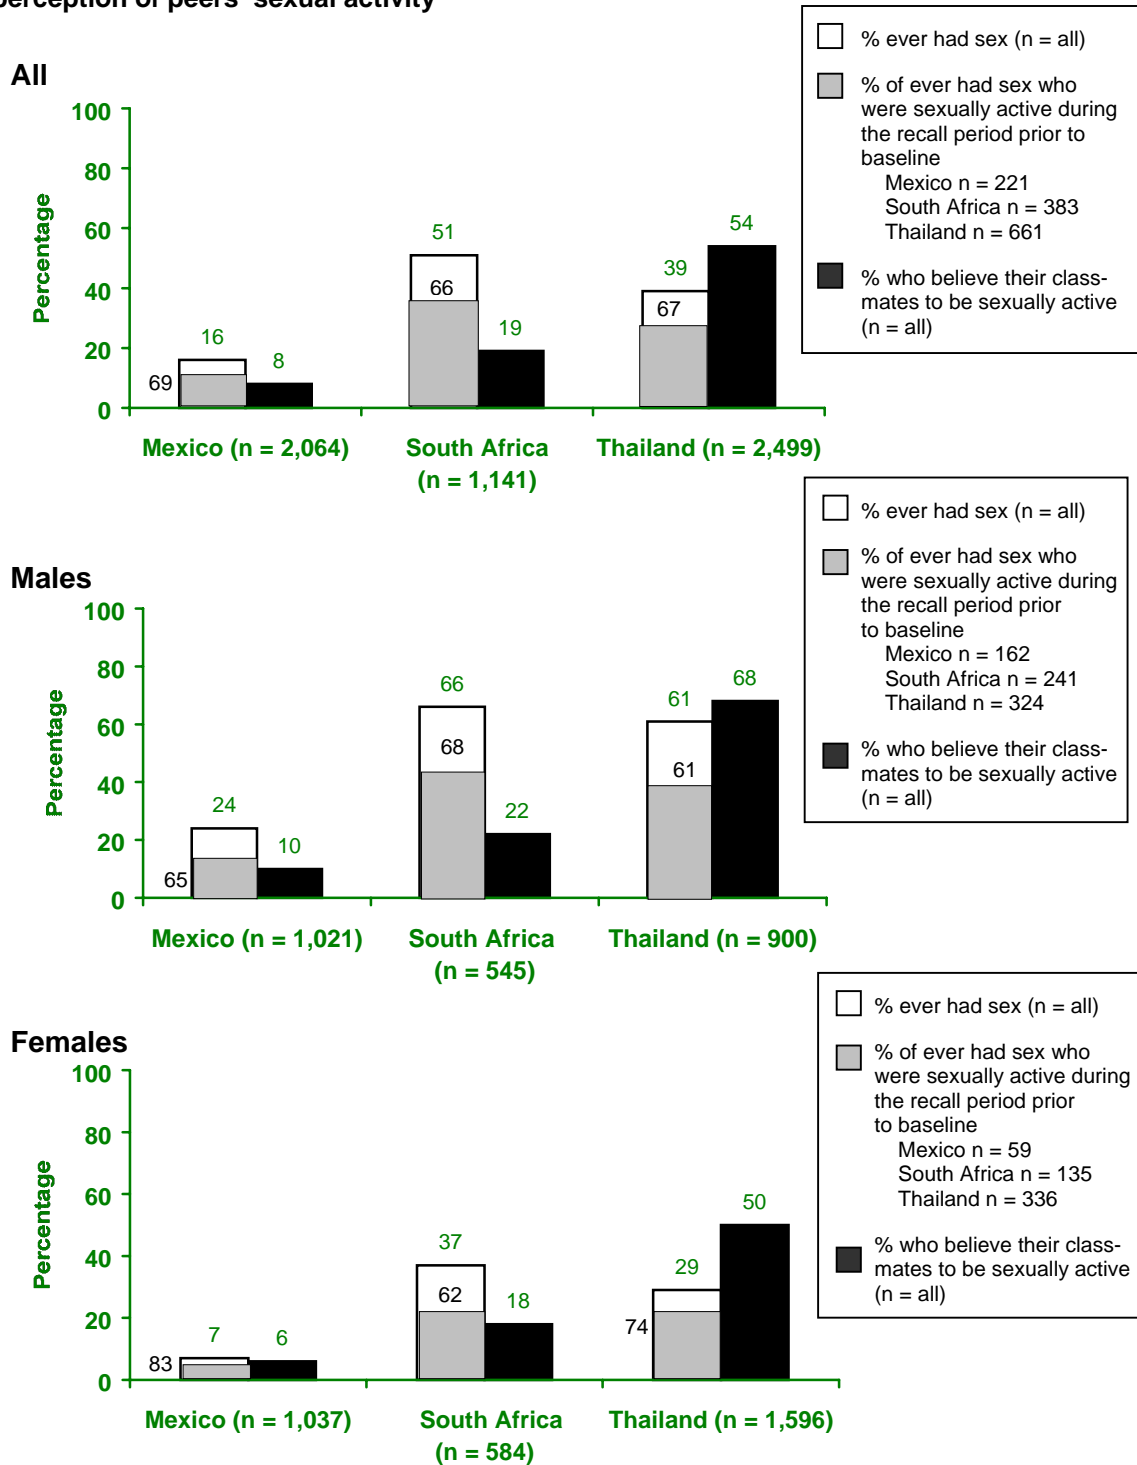 perception of peers' sexual activity
All
Percentage
100
80
60
40
20
0
16
69
8
51
66
19
39
67
54
Mexico (n = 2,064)
South Africa
(n = 1,141)
Thailand (n = 2,499)
% ever had sex (n = all)
% of ever had sex who
were sexually active during
the recall period prior to
baseline
Mexico n = 221
South Africa n = 383
Thailand n = 661
% who believe their class-
mates to be sexually active
(n = all)
Males
Percentage
100
80
60
40
20
0
24
65
10
66
68
22
61
61
68
Mexico (n = 1,021)
South Africa
(n = 545)
Thailand (n = 900)
% ever had sex (n = all)
% of ever had sex who
were sexually active during
the recall period prior
to baseline
Mexico n = 162
South Africa n = 241
Thailand n = 324
% who believe their class-
mates to be sexually active
(n = all)
Females
Percentage
100
80
60
40
20
0
7
83
6
37
62
18
29
74
50
Mexico (n = 1,037)
South Africa
(n = 584)
Thailand (n = 1,596)
% ever had sex (n = all)
% of ever had sex who
were sexually active during
the recall period prior
to baseline
Mexico n = 59
South Africa n = 135
Thailand n = 336
% who believe their class-
mates to be sexually active
(n = all)